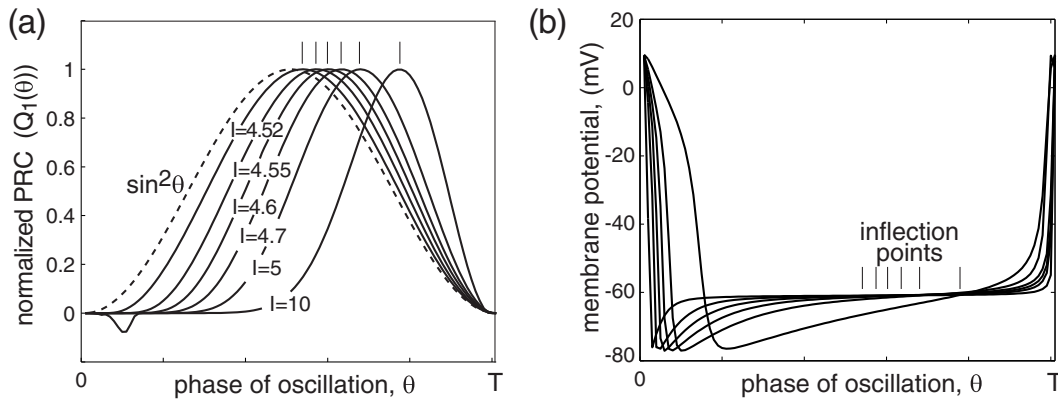 (a)
normalized PRC (Q₁(θ))
1
0.8
0.6
0.4
0.2
0
sin²θ
I=4.52
I=4.55
I=4.6
I=4.7
I=5
I=10
0
phase of oscillation, θ
T
(b)
membrane potential, (mV)
20
0
-20
-40
-60
-80
inflection
points
0
phase of oscillation, θ
T